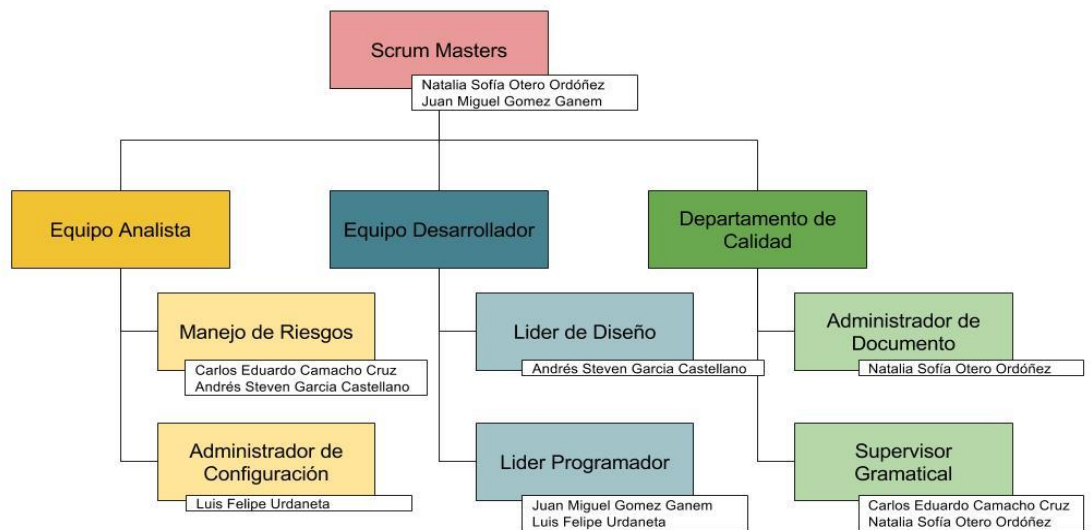 Scrum Masters
Natalia Sofía Otero Ordóñez
Juan Miguel Gomez Ganem
Equipo Analista
Equipo Desarrollador
Departamento de
Calidad
Manejo de Riesgos
Carlos Eduardo Camacho Cruz
Andrés Steven Garcia Castellano
Lider de Diseño
Andrés Steven Garcia Castellano
Administrador de
Documento
Natalia Sofía Otero Ordóñez
Administrador de
Configuración
Luis Felipe Urdaneta
Lider Programador
Juan Miguel Gomez Ganem
Luis Felipe Urdaneta
Supervisor
Gramatical
Carlos Eduardo Camacho Cruz
Natalia Sofía Otero Ordóñez